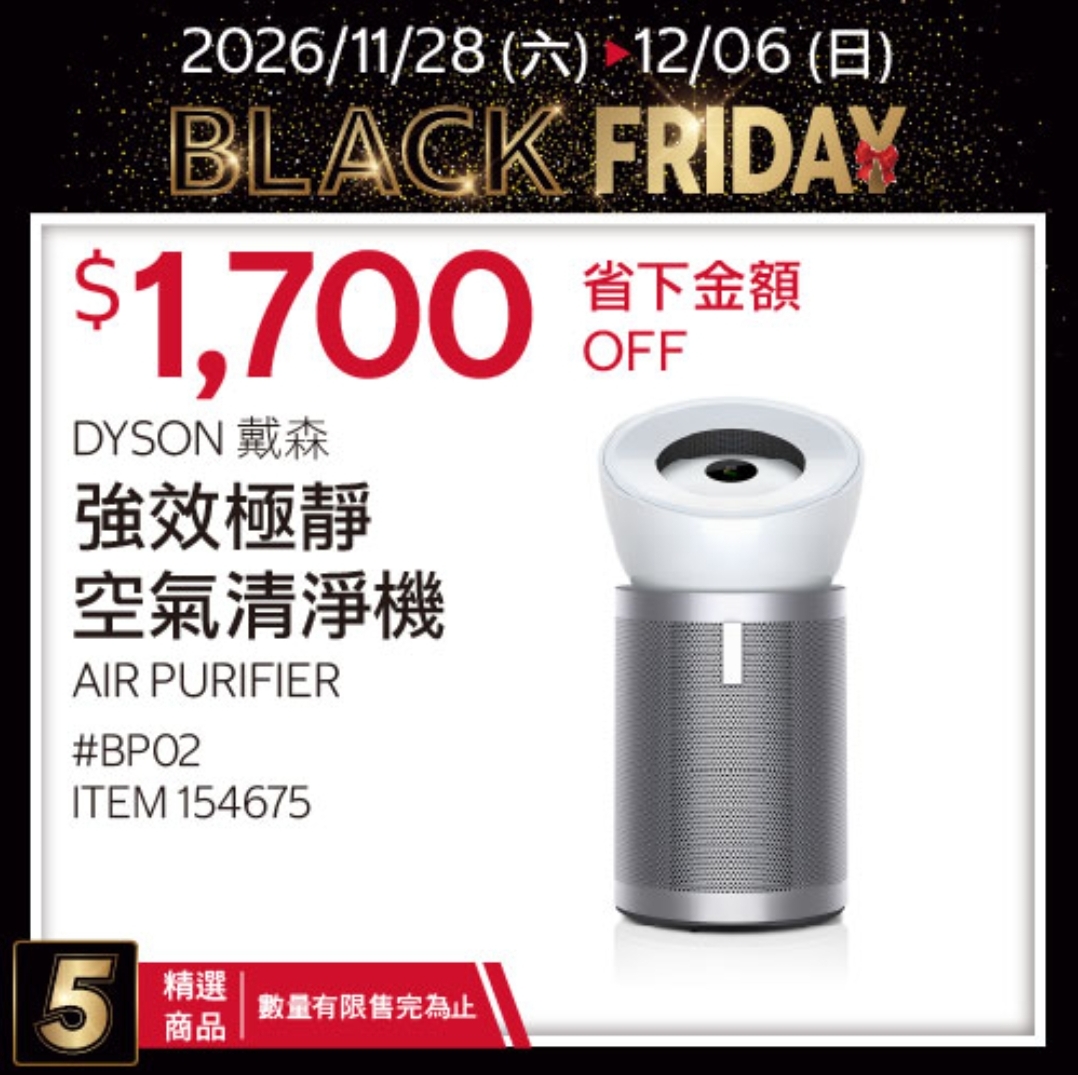 2026/11/28 (六) ▶ 12/06 (日)
BLACK FRIDAY
$1,700
省下金額
OFF
DYSON 戴森
強效極靜
空氣清淨機
AIR PURIFIER
#BP02
ITEM 154675
5
精選
商品
數量有限售完為止